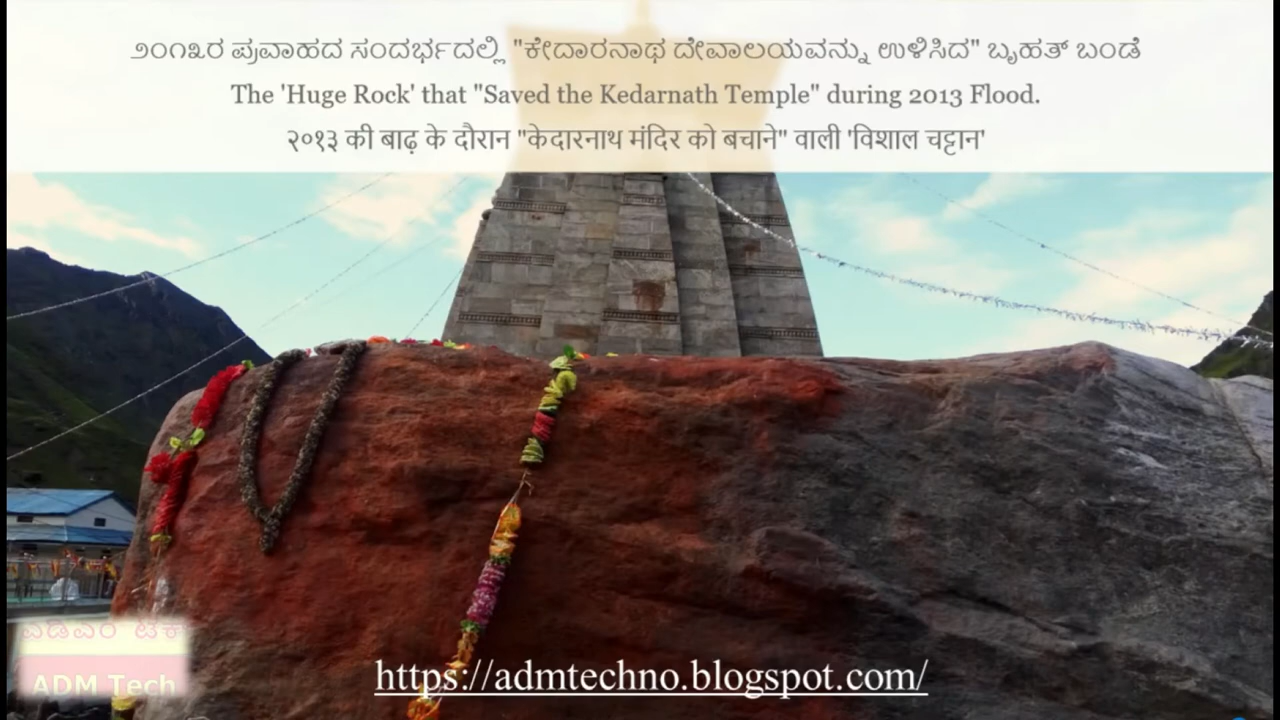 ೨೦೧೩ರ ಪ್ರವಾಹದ ಸಂದರ್ಭದಲ್ಲಿ "ಕೇದಾರನಾಥ ದೇವಾಲಯವನ್ನು ಉಳಿಸಿದ" ಬೃಹತ್ ಬಂಡೆ
The 'Huge Rock' that "Saved the Kedarnath Temple" during 2013 Flood.
२०१३ की बाढ़ के दौरान "केदारनाथ मंदिर को बचाने" वाली 'विशाल चट्टान'
ಎಡಿಎಂ ಟೆಕ್
ADM Tech
https://admtechno.blogspot.com/